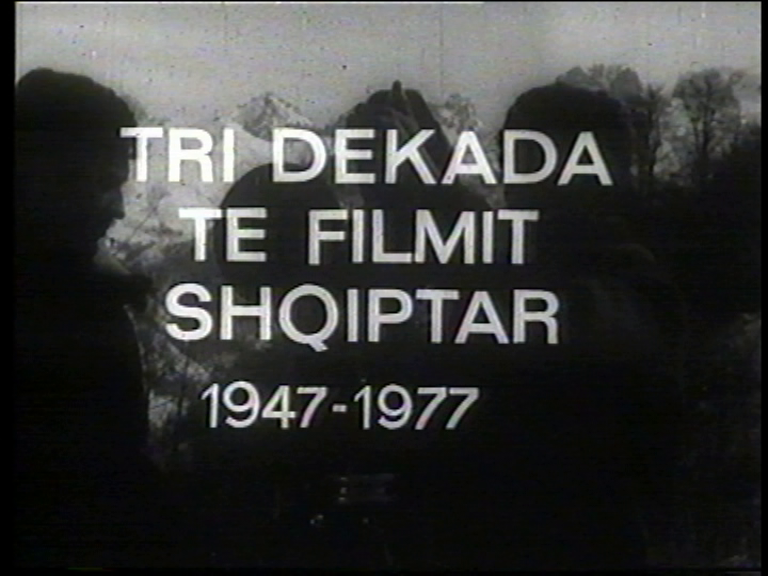 TRI DEKADA
TE FILMIT
SHQIPTAR
1947-1977